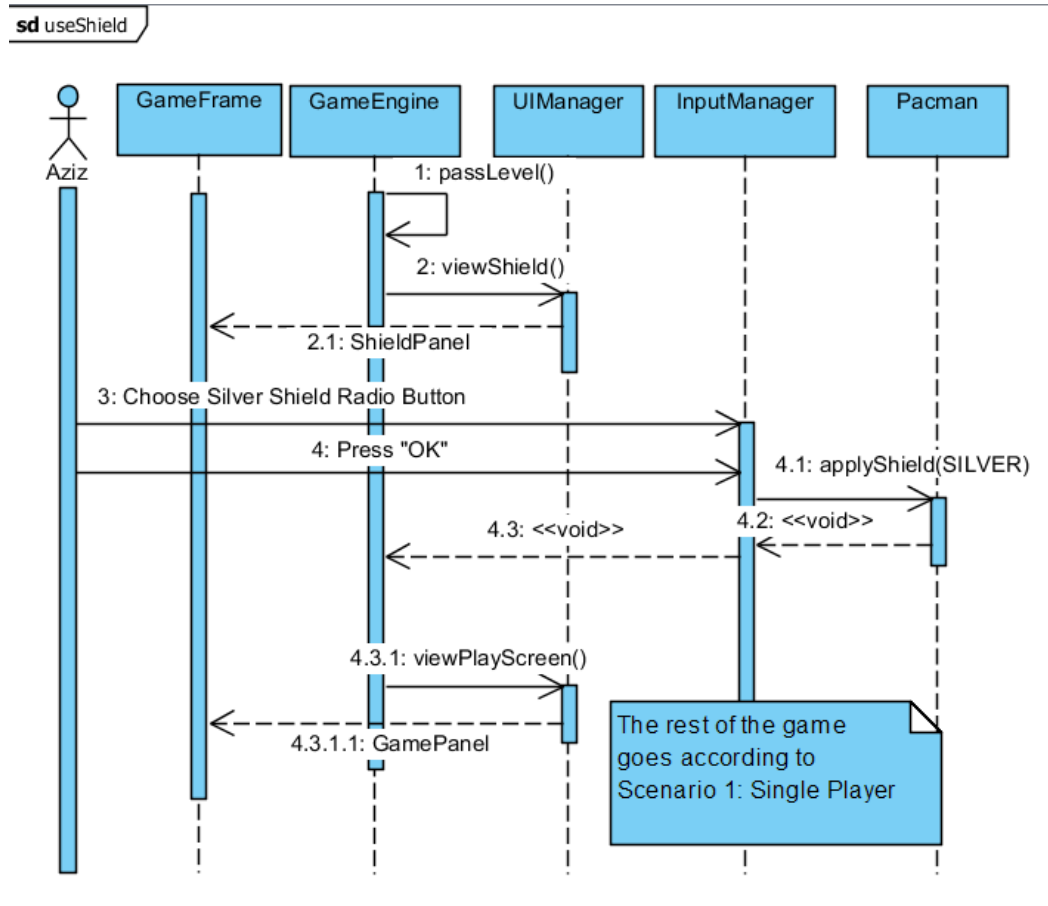 sd useShield
GameFrame
GameEngine
UIManager
InputManager
Pacman
Aziz
1: passLevel()
2: viewShield()
2.1: ShieldPanel
3: Choose Silver Shield Radio Button
4: Press "OK"
4.1: applyShield(SILVER)
4.2: <<void>>
4.3: <<void>>
4.3.1: viewPlayScreen()
4.3.1.1: GamePanel
The rest of the game
goes according to
Scenario 1: Single Player